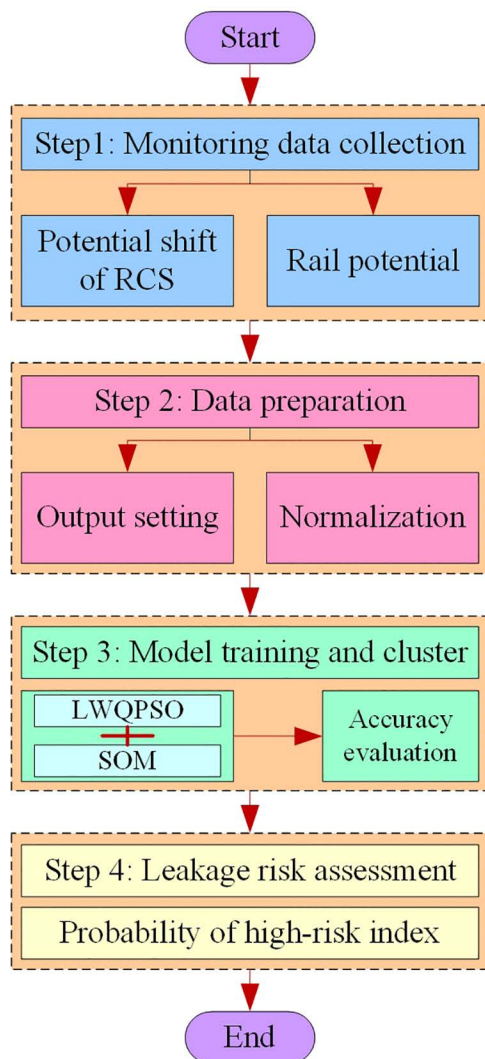 Start
Step1: Monitoring data collection
Potential shift
of RCS
Rail potential
Step 2: Data preparation
Output setting
Normalization
Step 3: Model training and cluster
LWQPSO
SOM
Accuracy
evaluation
Step 4: Leakage risk assessment
Probability of high-risk index
End